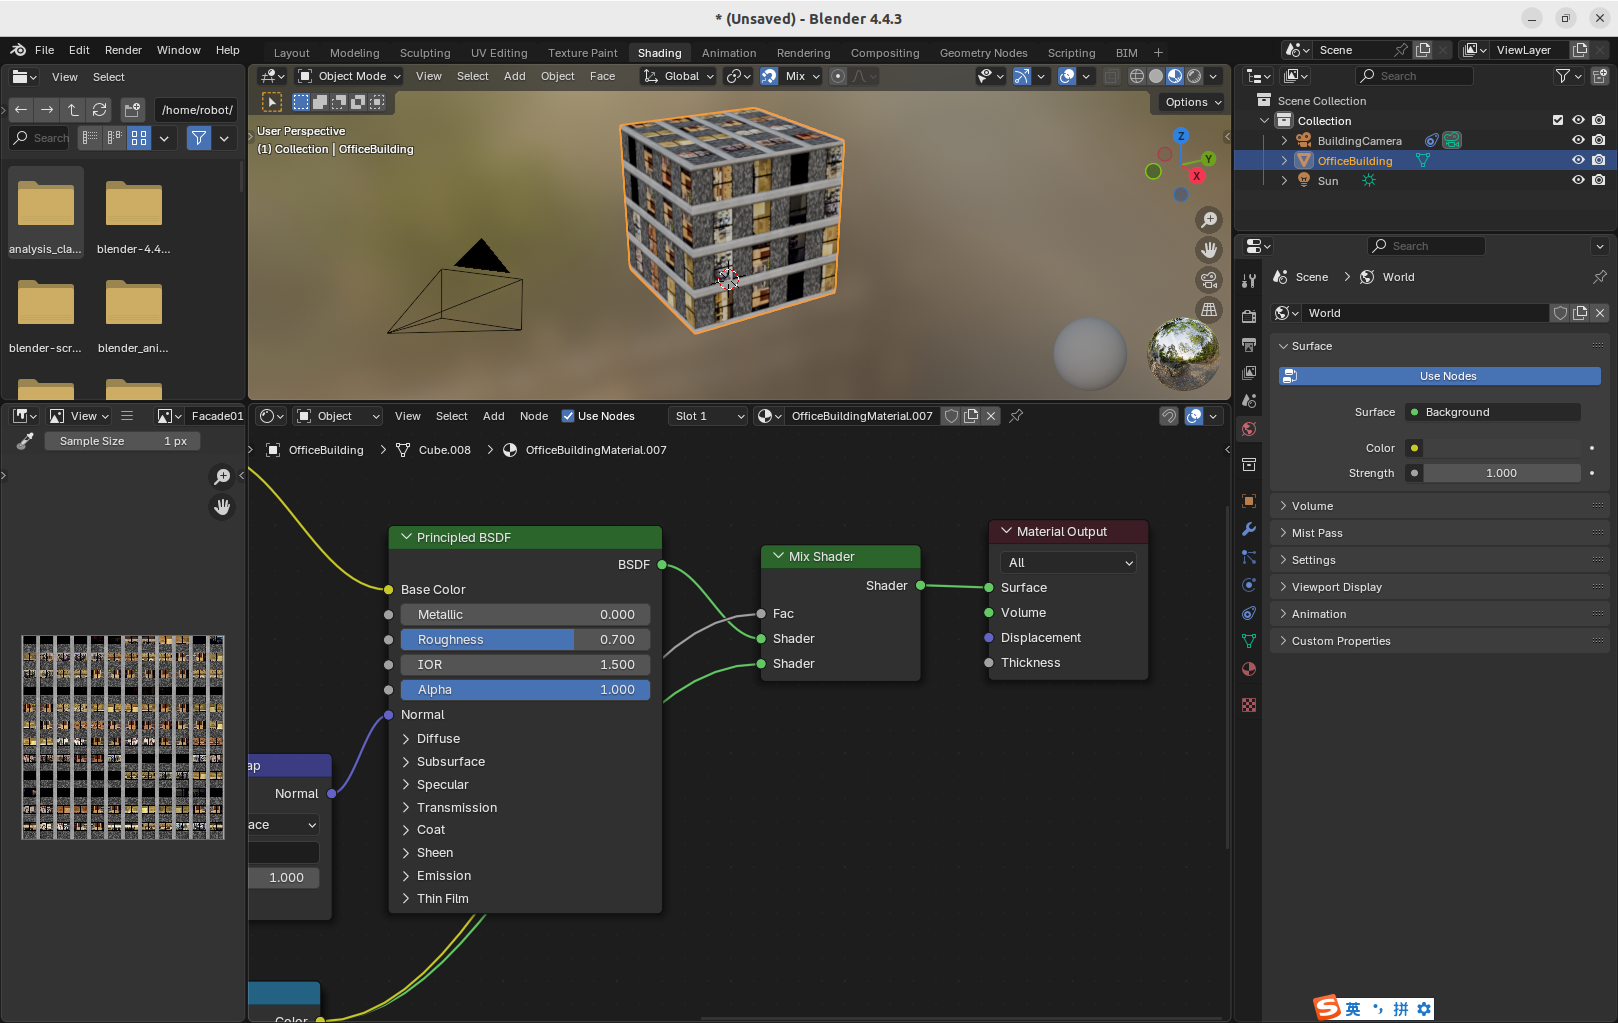 * (Unsaved) - Blender 4.4.3
File Edit Render Window Help
Layout Modeling Sculpting UV Editing Texture Paint Shading Animation Rendering Compositing Geometry Nodes Scripting BIM +
Scene
ViewLayer
View Select
/home/robot/
Search
analysis_cla...
blender-4.4...
blender-scr...
blender_ani...
Object Mode View Select Add Object Face
Global
Mix
Options
User Perspective
(1) Collection | OfficeBuilding
Z
Y
X
Search
Scene Collection
Collection
BuildingCamera
OfficeBuilding
Sun
Search
Scene > World
World
Surface
Use Nodes
Surface Background
Color
Strength 1.000
Volume
Mist Pass
Settings
Viewport Display
Animation
Custom Properties
View
Facade01
Sample Size 1 px
Object View Select Add Node Use Nodes
Slot 1
OfficeBuildingMaterial.007
OfficeBuilding > Cube.008 > OfficeBuildingMaterial.007
Principled BSDF
BSDF
Base Color
Metallic 0.000
Roughness 0.700
IOR 1.500
Alpha 1.000
Normal
Diffuse
Subsurface
Specular
Transmission
Coat
Sheen
Emission
Thin Film
Mix Shader
Shader
Fac
Shader
Shader
Material Output
All
Surface
Volume
Displacement
Thickness
ap
Normal
ace
1.000
Color
英 拼